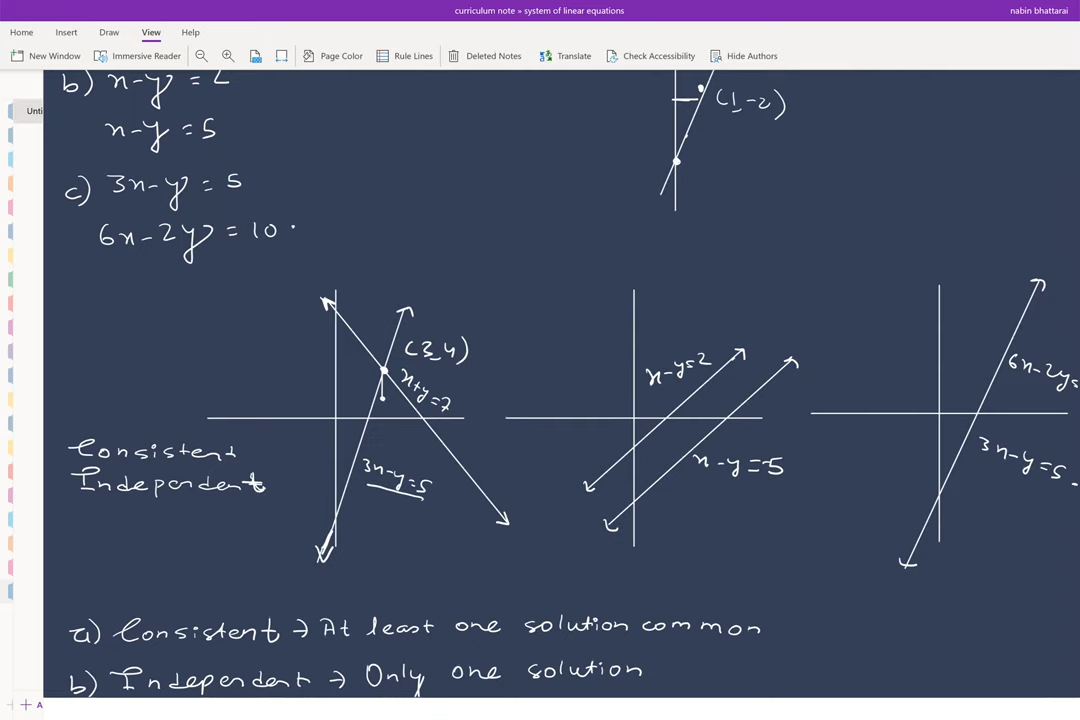 curriculum note » system of linear equations
nabin bhattarai
Home Insert Draw View Help
New Window Immersive Reader Page Color Rule Lines Deleted Notes Translate Check Accessibility Hide Authors
Unti
b) x-y = 2
x-y = 5
(1,-2)
c) 3x-y = 5
6x-2y = 10
(3,4)
x+y=7
3x-y=5
x-y=2
x-y=5
6x-2y=
3x-y=5
Consistent
Independent
a) Consistent → At least one solution common
b) Independent → Only one solution
+ A